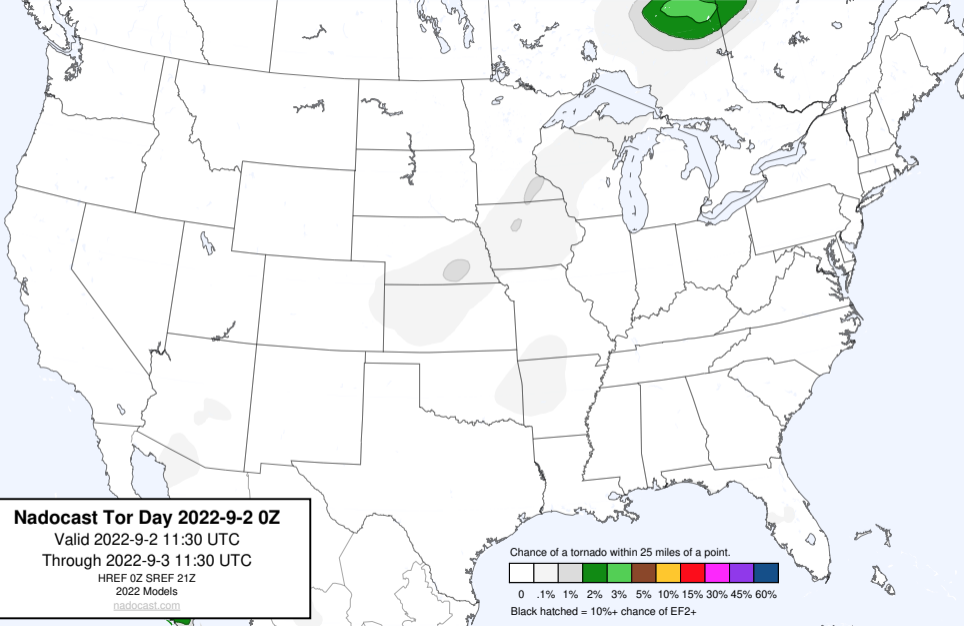 Nadocast Tor Day 2022-9-2 0Z
Valid 2022-9-2 11:30 UTC
Through 2022-9-3 11:30 UTC
HREF 0Z SREF 21Z
2022 Models
nadocast.com
Chance of a tornado within 25 miles of a point.
0 .1% 1% 2% 3% 5% 10% 15% 30% 45% 60%
Black hatched = 10%+ chance of EF2+